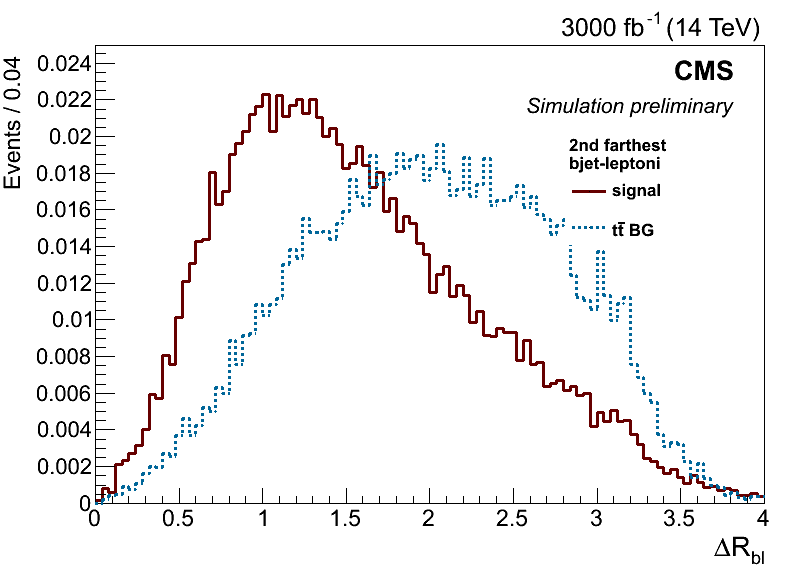 3000 fb⁻¹ (14 TeV)
Events / 0.04
CMS
Simulation preliminary
2nd farthest
bjet-leptoni
signal
tt̄ BG
0.024
0.022
0.02
0.018
0.016
0.014
0.012
0.01
0.008
0.006
0.004
0.002
0
0 0.5 1 1.5 2 2.5 3 3.5 4
ΔR_bl